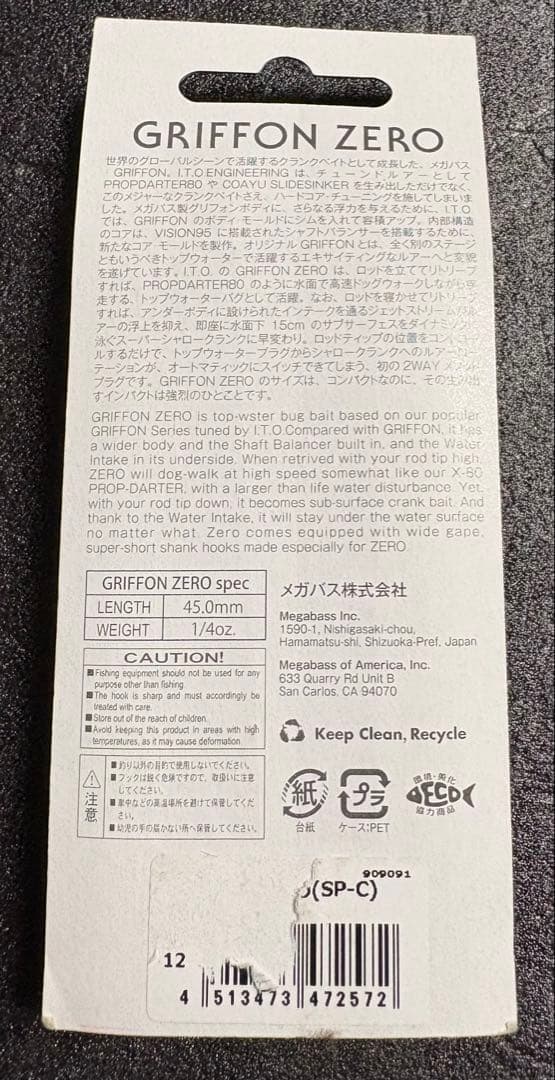 GRIFFON ZERO
世界のグローバルシーンで活躍するクランクベイトとして成長した、メガバス
「GRIFFON」。I.T.O.ENGINEERING は、チューンドルアーとして
PROPDARTER80 や COAYU SLIDESINKER を生み出しただけでなく、
このメジャーなクランクベイトさえ、ハードコア・チューニングを施してしまいまし
た。メガバス製グリフォンボディに、さらなる浮力を与えるために、I.T.O
では、GRIFFON のボディ・モールドにシムを入れて容積アップ。内部構造
のコアは、VISION95 に搭載されたシャフトバランサーを搭載するために、
新たなコア・モールドを製作。オリジナル GRIFFON とは、全く別のステージ
ともいうべきトップウォーターで活躍するエキサイティングなルアーへと変貌
を遂げています。I.T.O. の GRIFFON ZERO は、ロッドを立ててリトリーブ
すれば、PROPDARTER80 のように水面で高速ドッグウォークしながら
走する、トップウォーターバグとして活躍。なお、ロッドを寝かせてリトリーブ
すれば、アンダーボディに設けられたインテークを通るジェットストリームが
アーの浮上を抑え、即座に水面下 15cm のサブサーフェスをダイナミッ
泳ぐスーパーシャロークランクに早変わり。ロッドティップの位置をコント
ールするだけで、トップウォータープラグからシャロークランクへのルアー
テーションが、オートマティックにスイッチできてしまう、初の 2WAY
プラグです。GRIFFON ZERO のサイズは、コンパクトなのに、その
すインパクトは強烈のひとことです。
GRIFFON ZERO is top-wster bug bait based on our popular
GRIFFON Series tuned by I.T.O.Compared with GRIFFON, it has
a wider body and the Shaft Balancer built in, and the Water
Intake in its underside. When retrived with your rod tip high,
ZERO will dog-walk at high speed somewhat like our X-80
PROP-DARTER, with a larger than life water disturbance. Yet,
with your rod tip down, it becomes sub-surface crank bait. And
thank to the Water Intake, it will stay under the water surface
no matter what. Zero comes equipped with wide gape,
super-short shank hooks made especially for ZERO.
GRIFFON ZERO spec
LENGTH 45.0mm
WEIGHT 1/4oz.
メガバス株式会社
Megabass Inc.
1590-1, Nishigasaki-chou,
Hamamatsu-shi, Shizuoka-Pref, Japan
Megabass of America, Inc.
633 Quarry Rd Unit B
San Carlos, CA 94070
CAUTION!
■Fishing equipment should not be used for any
purpose other than fishing.
■The hook is sharp and must accordingly be
treated with care.
■Store out of the reach of children.
■Avoid keeping this product in areas with high
temperatures, as it may cause deformation.
Keep Clean, Recycle
注意
■釣り以外の目的で使用しないでください。
■フックは鋭く危険ですので、取扱いに注意
してください。
■車中などの高温場所を避けて保管してくだ
さい。
■幼児の手の届かない所へ保管してください。
紙
台紙
プラ
ケース:PET
環境・美化
ECO
協力商品
909091
(SP-C)
12
4 513473 472572